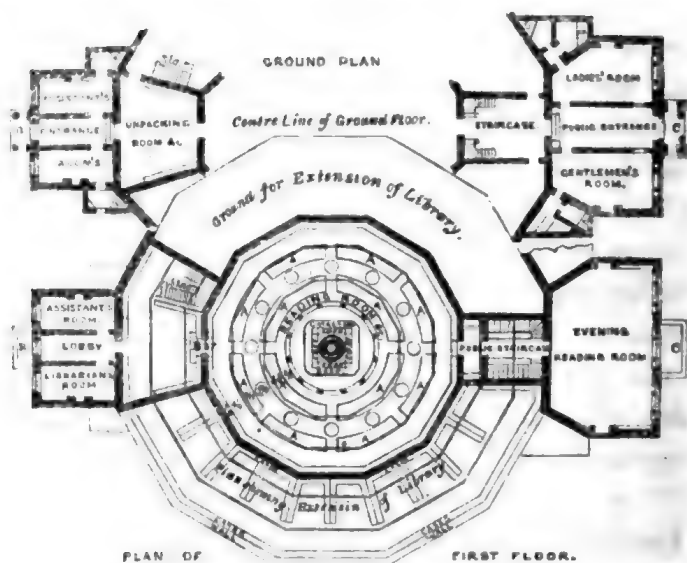 GROUND PLAN
ENTRANCE
UNPACKING
ROOM &c.
Centre Line of Ground Floor.
STAIRCASE
LADIES' ROOM
PUBLIC ENTRANCE
C
GENTLEMEN'S
ROOM.
Ground for Extension of Library.
ASSISTANT'S
ROOM
LOBBY
LIBRARIAN'S
ROOM
READING ROOM
PUBLIC STAIRCASE
EVENING
READING ROOM
C
Plan shewing Extension of Library
PLAN OF
FIRST FLOOR.